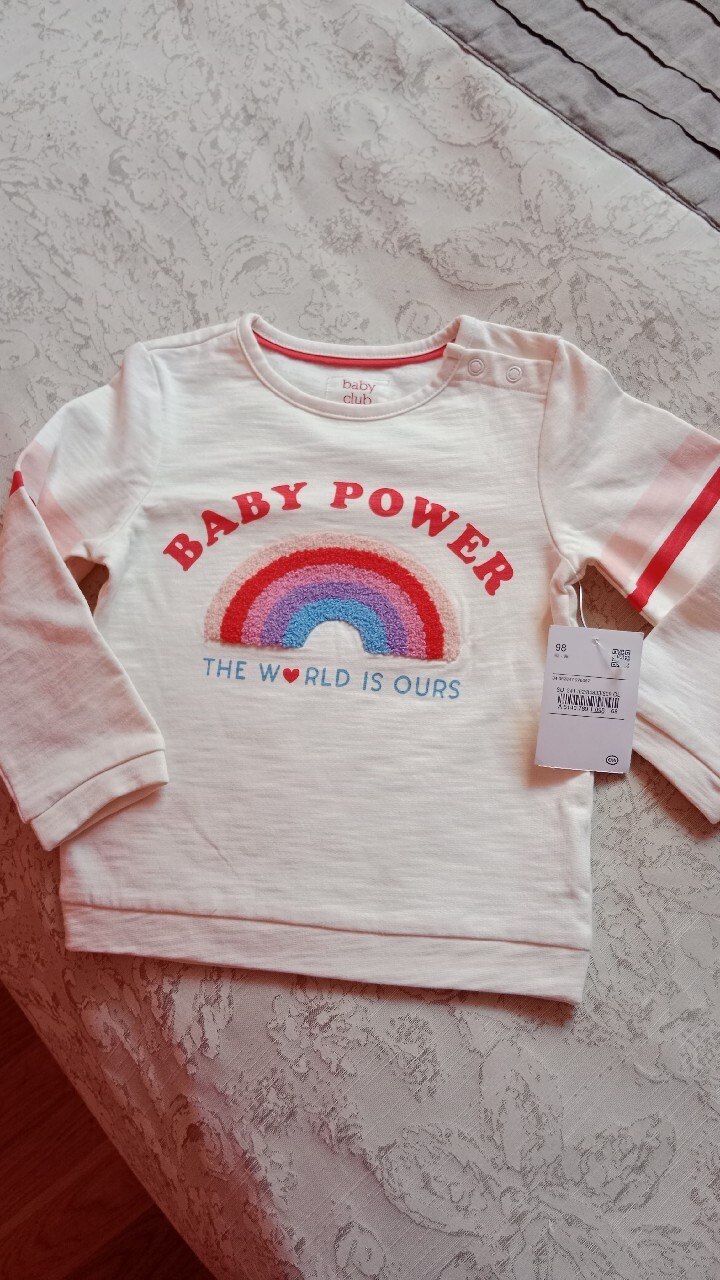 baby
club
BABY POWER
THE W♥RLD IS OURS
98
C&A